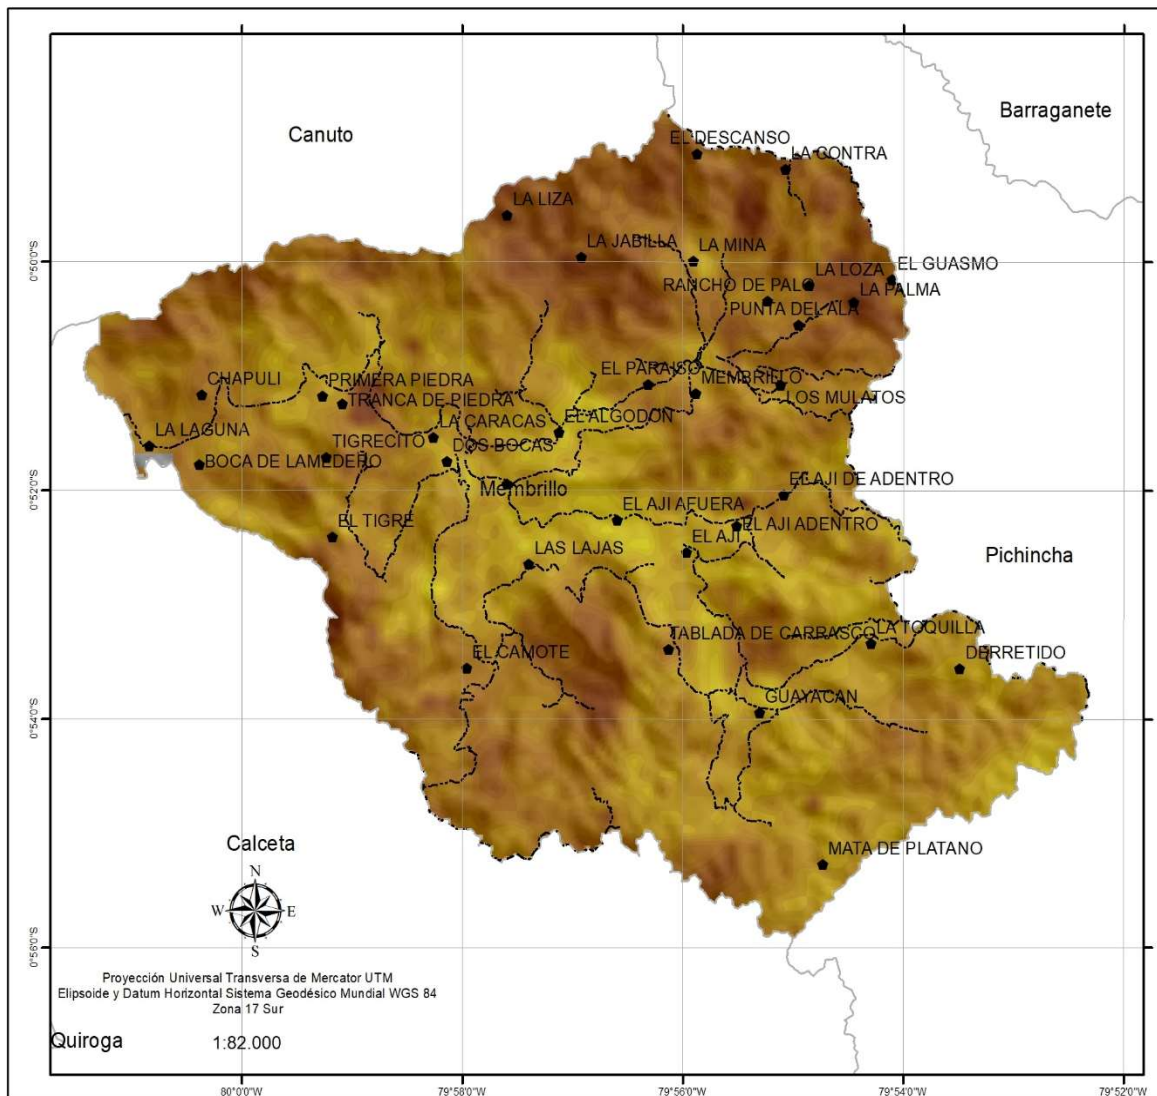 Barraganete
Canuto
EL DESCANSO
LA CONTRA
LA LIZA
LA JABILLA
LA MINA
0°50'0"S
EL GUASMO
LA LOZA
RANCHO DE PALO
LA PALMA
PUNTA DEL ALA
EL PARAISO
MEMBRILLO
CHAPULI
PRIMERA PIEDRA
LOS MULATOS
TRANCA DE PIEDRA
EL ALGODON
LA CARACAS
LA LAGUNA
TIGRECITO
DOS BOCAS
BOCA DE LAMEDERO
EL AJI DE ADENTRO
Membrillo
0°52'0"S
EL AJI AFUERA
EL TIGRE
EL AJI ADENTRO
EL AJI
LAS LAJAS
Pichincha
LA TOQUILLA
TABLADA DE CARRASCO
EL CAMOTE
DERRETIDO
GUAYACAN
0°54'0"S
Calceta
MATA DE PLATANO
N
W
E
S
0°56'0"S
Proyección Universal Transversa de Mercator UTM
Elipsoide y Datum Horizontal Sistema Geodésico Mundial WGS 84
Zona 17 Sur
Quiroga
1:82.000
80°0'0"W
79°58'0"W
79°56'0"W
79°54'0"W
79°52'0"W